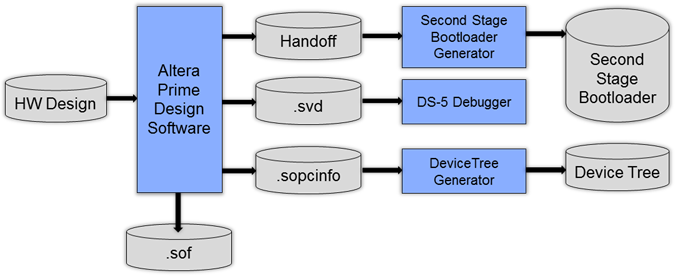 HW Design
Altera
Prime
Design
Software
Handoff
Second Stage
Bootloader
Generator
Second
Stage
Bootloader
.svd
DS-5 Debugger
.sopcinfo
DeviceTree
Generator
Device Tree
.sof